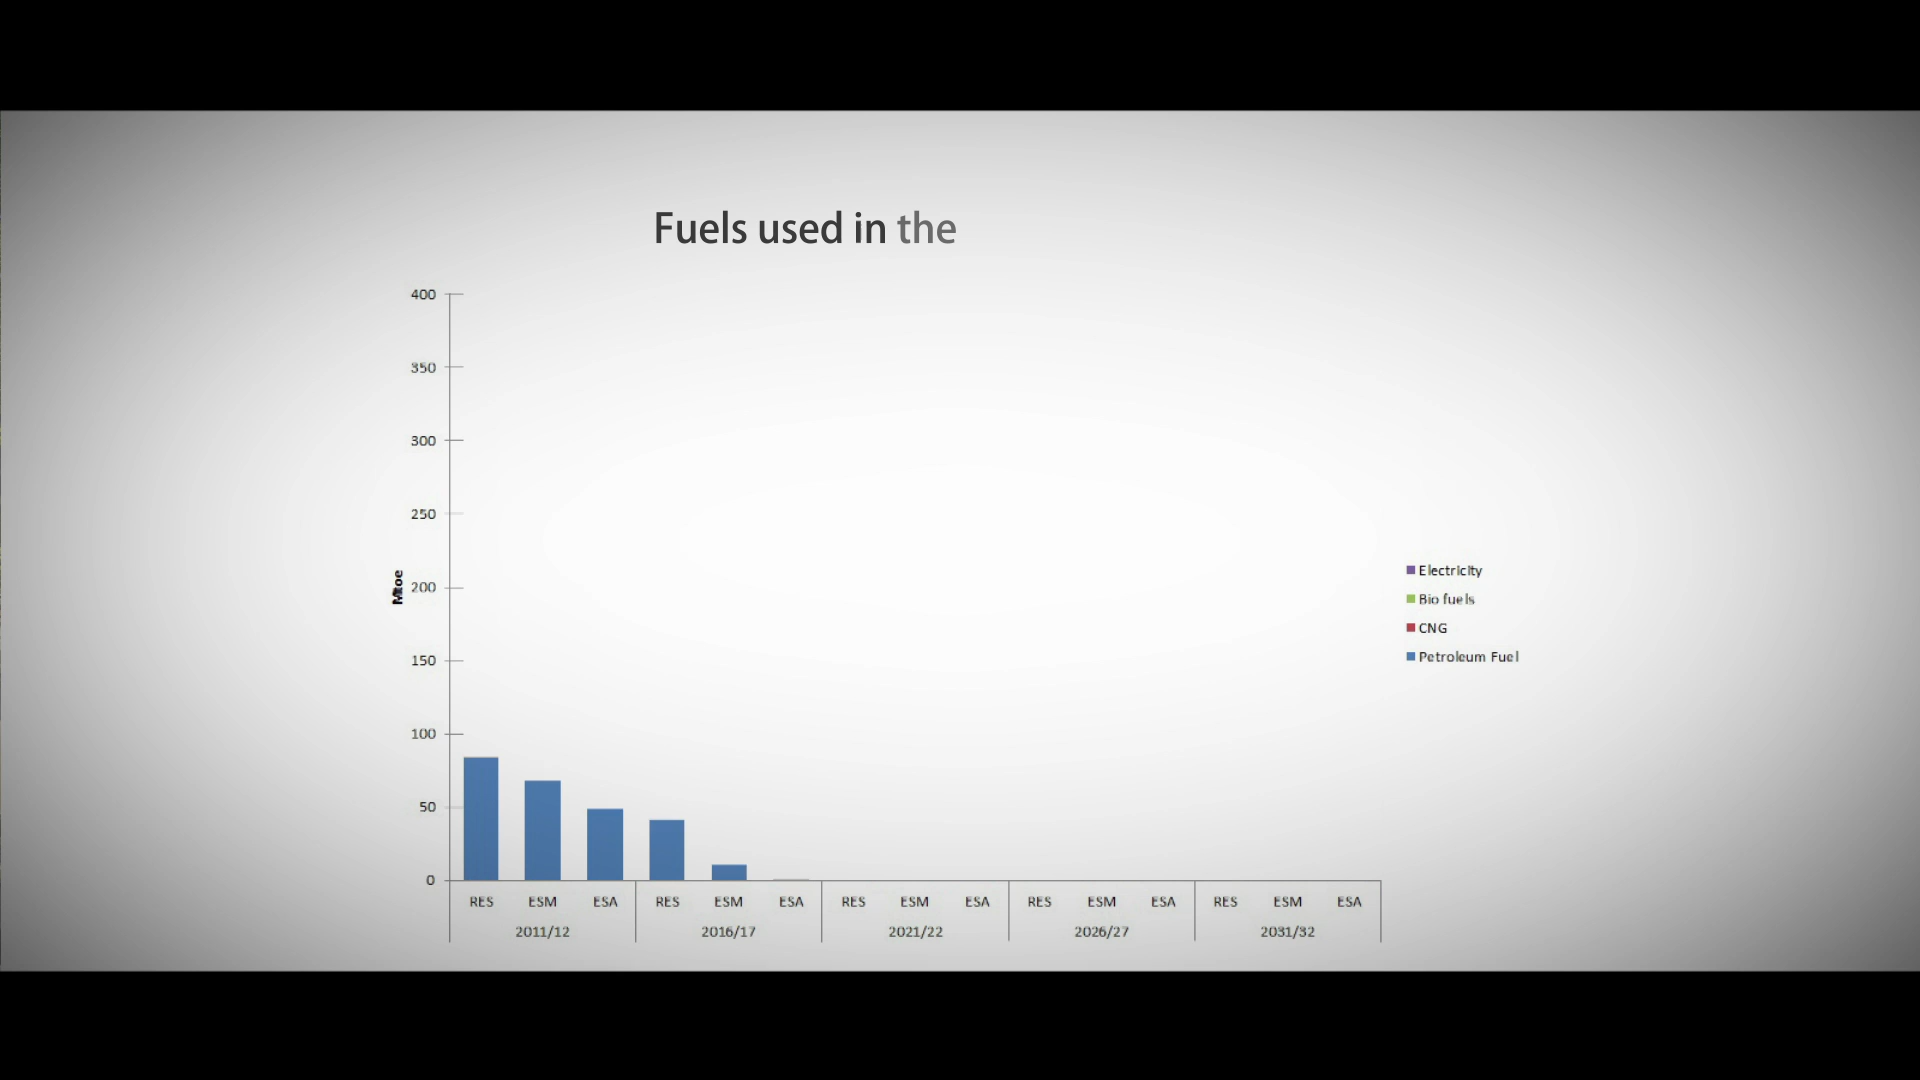 Fuels used in the
400
350
300
250
200
150
100
50
0
Mtoe
Electricity
Bio fuels
CNG
Petroleum Fuel
RES ESM ESA RES ESM ESA RES ESM ESA RES ESM ESA RES ESM ESA
2011/12 2016/17 2021/22 2026/27 2031/32